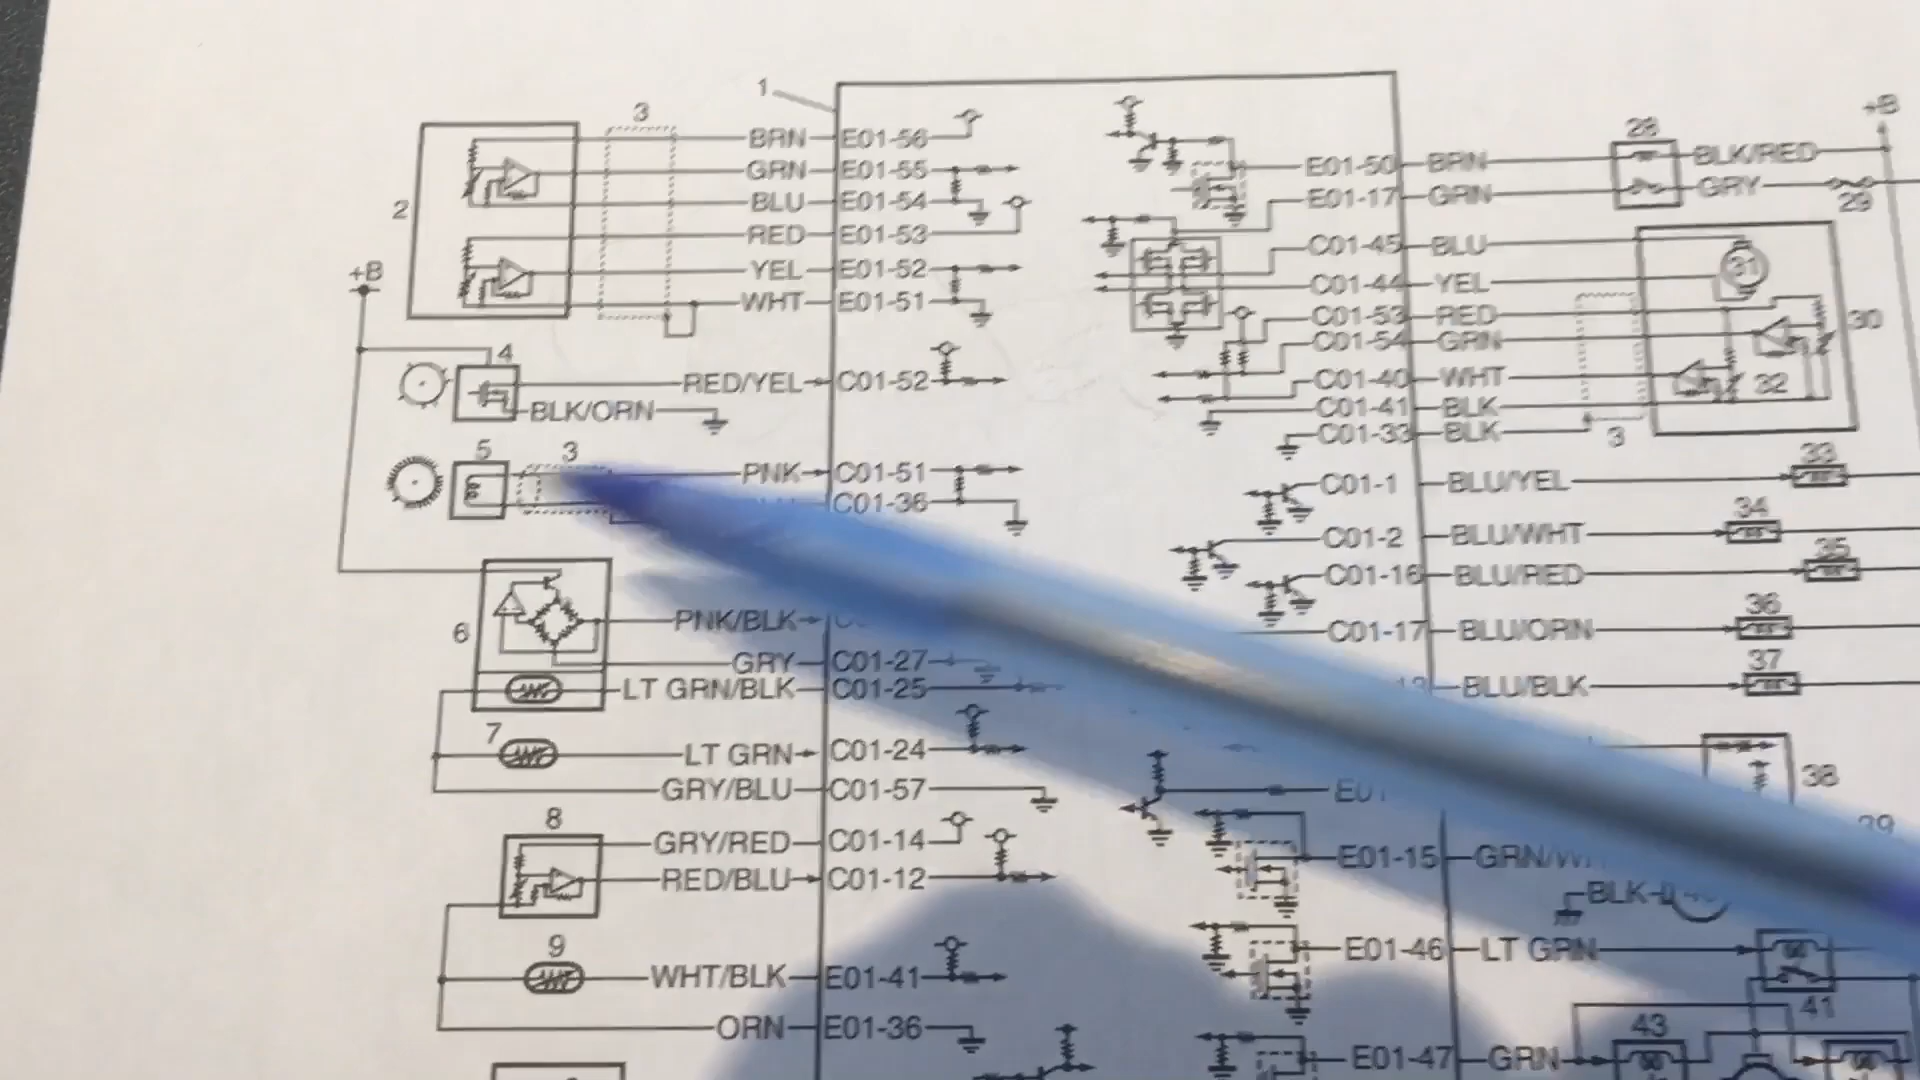 1
3
BRN E01-56
GRN E01-55
2
BLU E01-54
RED E01-53
YEL E01-52
WHT E01-51
+B
4
RED/YEL C01-52
BLK/ORN
5 3
PNK C01-51
C01-36
6
PNK/BLK
GRY C01-27
LT GRN/BLK C01-25
7
LT GRN C01-24
GRY/BLU C01-57
8
GRY/RED C01-14
RED/BLU C01-12
9
WHT/BLK E01-41
ORN E01-36
+B
28
E01-50 BRN BLK/RED
E01-17 GRN GRY
29
C01-45 BLU
31
C01-44 YEL
C01-53 RED
30
C01-54 GRN
C01-40 WHT
32
C01-41 BLK
C01-33 BLK
3
33
C01-1 BLU/YEL
34
C01-2 BLU/WHT
35
C01-16 BLU/RED
36
C01-17 BLU/ORN
37
BLU/BLK
38
39
E01-15
BLK
E01-46 LT GRN
41
43
E01-47 GRN